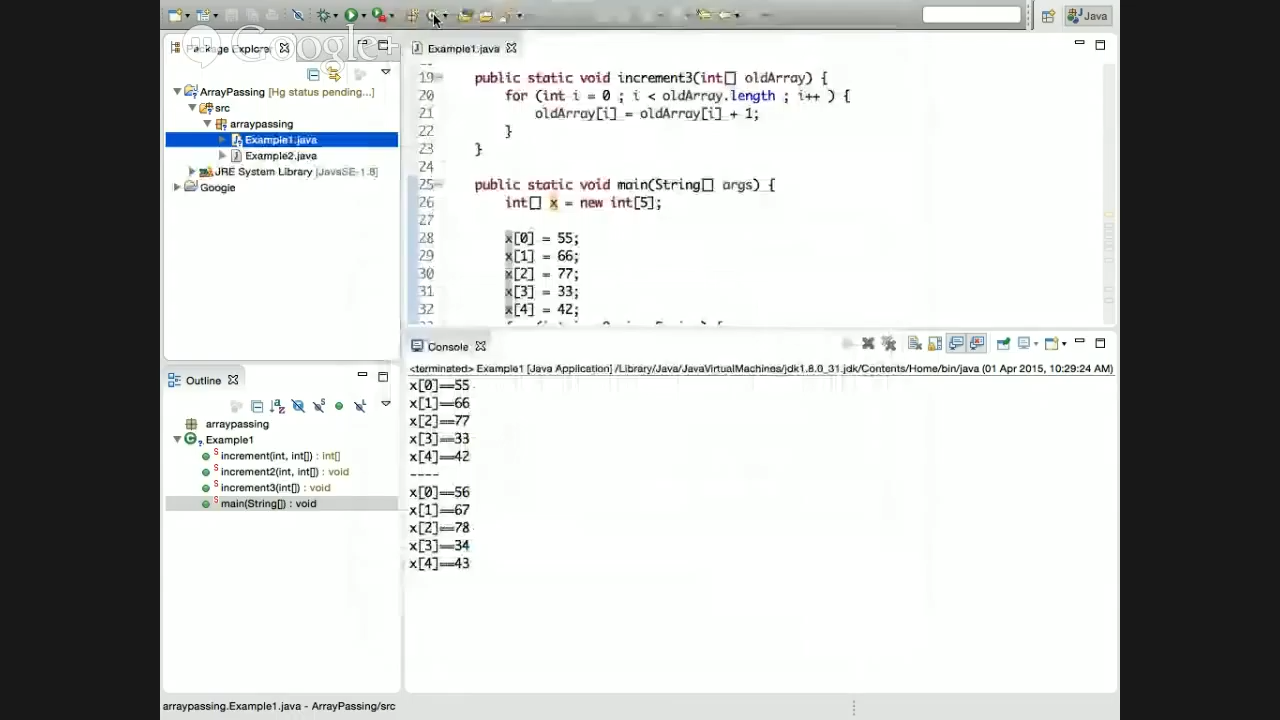 Java
Google+
Package Explorer
ArrayPassing [Hg status pending...]
src
arraypassing
Example1.java
Example2.java
JRE System Library [JavaSE-1.8]
Google
Example1.java
19 public static void increment3(int[] oldArray) {
20 for (int i = 0 ; i < oldArray.length ; i++ ) {
21 oldArray[i] = oldArray[i] + 1;
22 }
23 }
24
25 public static void main(String[] args) {
26 int[] x = new int[5];
27
28 x[0] = 55;
29 x[1] = 66;
30 x[2] = 77;
31 x[3] = 33;
32 x[4] = 42;
Console
<terminated> Example1 [Java Application] /Library/Java/JavaVirtualMachines/jdk1.8.0_31.jdk/Contents/Home/bin/java (01 Apr 2015, 10:29:24 AM)
x[0]==55
x[1]==66
x[2]==77
x[3]==33
x[4]==42
----
x[0]==56
x[1]==67
x[2]==78
x[3]==34
x[4]==43
Outline
arraypassing
Example1
increment(int, int[]) : int[]
increment2(int, int[]) : void
increment3(int[]) : void
main(String[]) : void
arraypassing.Example1.java - ArrayPassing/src